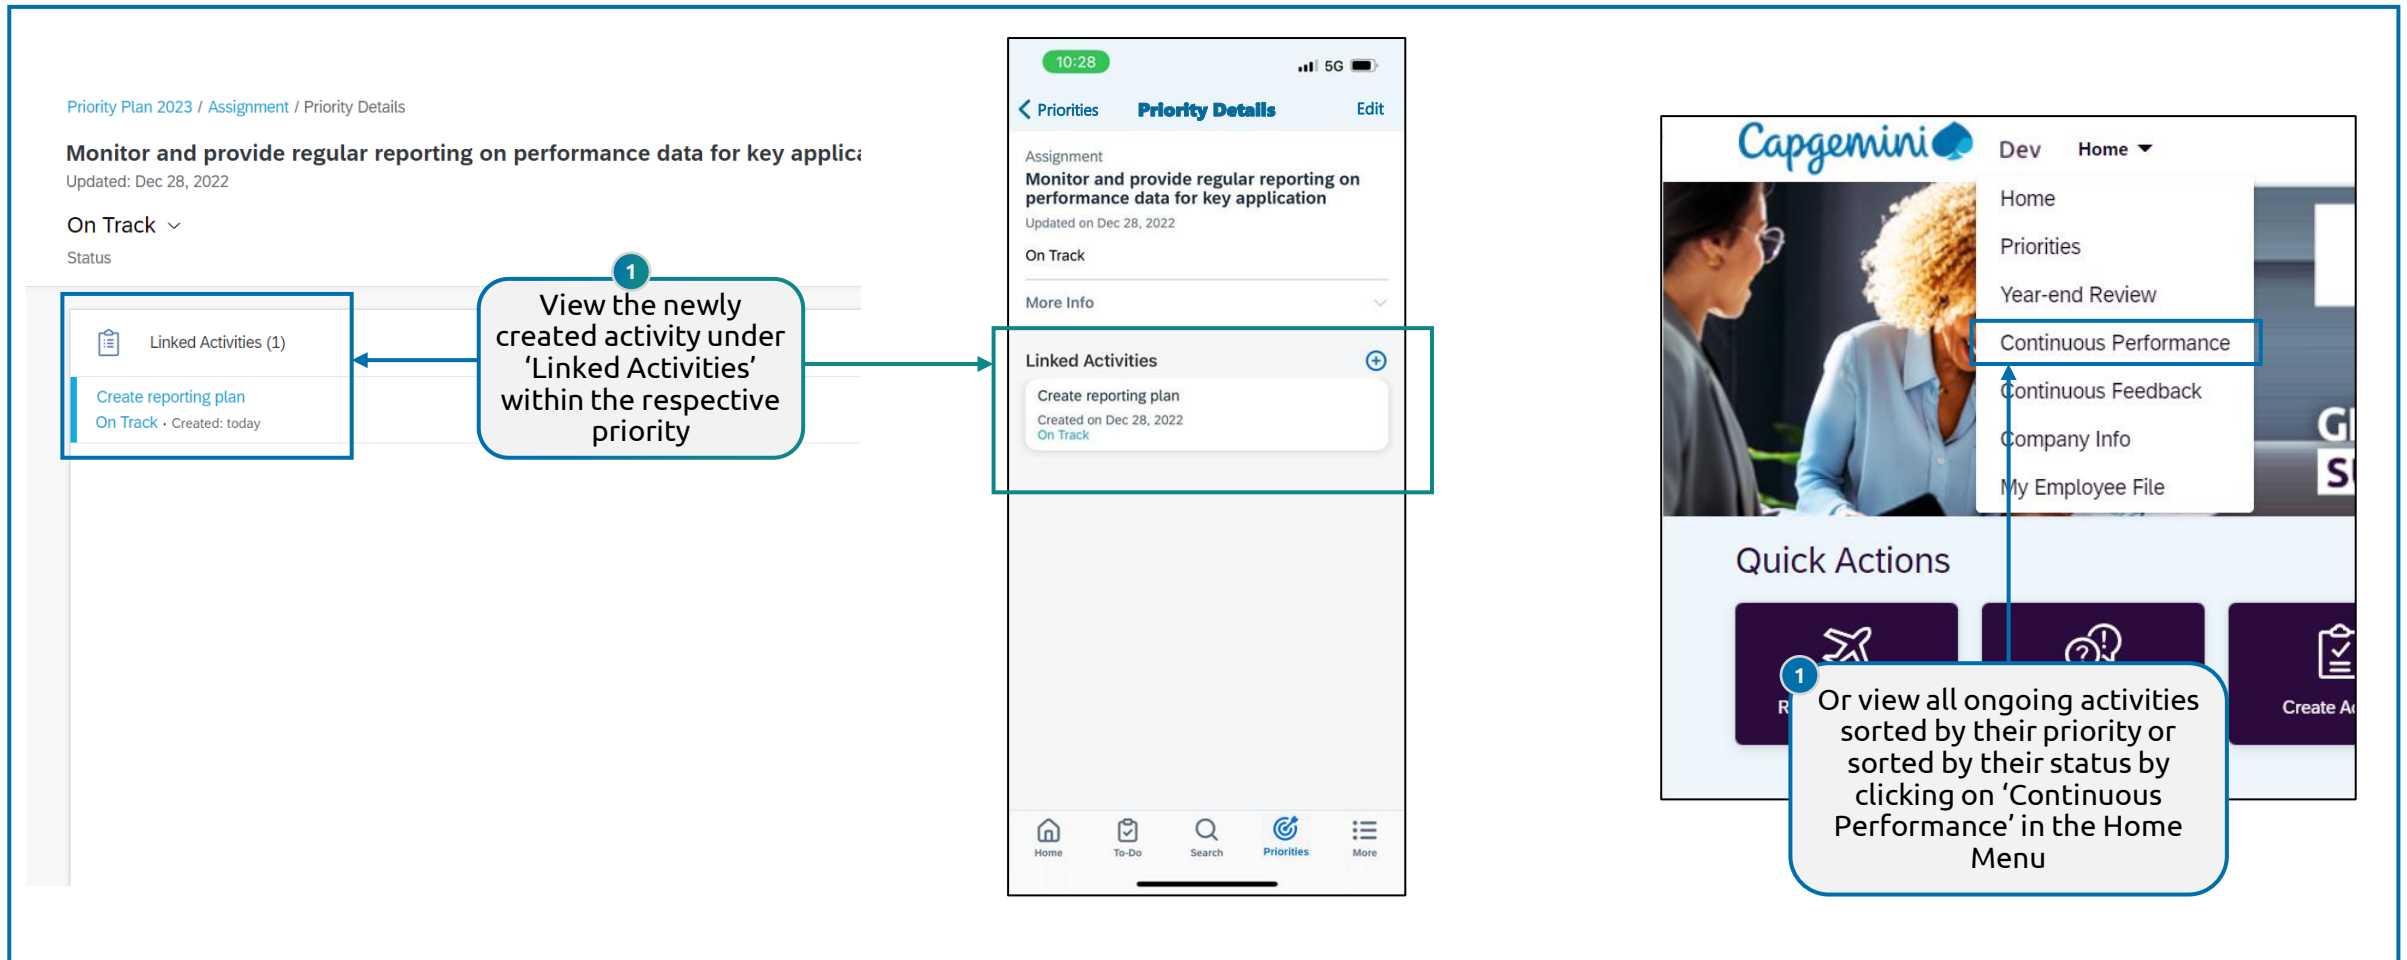 Priority Plan 2023 / Assignment / Priority Details
Monitor and provide regular reporting on performance data for key
Updated: Dec 28, 2022
On Track
Status
Linked Activities (1)
Create reporting plan
On Track · Created: today
1
View the newly
created activity under
‘Linked Activities’
within the respective
priority
10:28
5G
Priorities
Priority Details
Edit
Assignment
Monitor and provide regular reporting on
performance data for key application
Updated on Dec 28, 2022
On Track
More Info
Linked Activities
Create reporting plan
Created on Dec 28, 2022
On Track
Home
To-Do
Search
Priorities
More
Capgemini
Dev
Home
Home
Priorities
Year-end Review
Continuous Performance
Continuous Feedback
Company Info
My Employee File
Quick Actions
Create
1
Or view all ongoing activities
sorted by their priority or
sorted by their status by
clicking on ‘Continuous
Performance’ in the Home
Menu